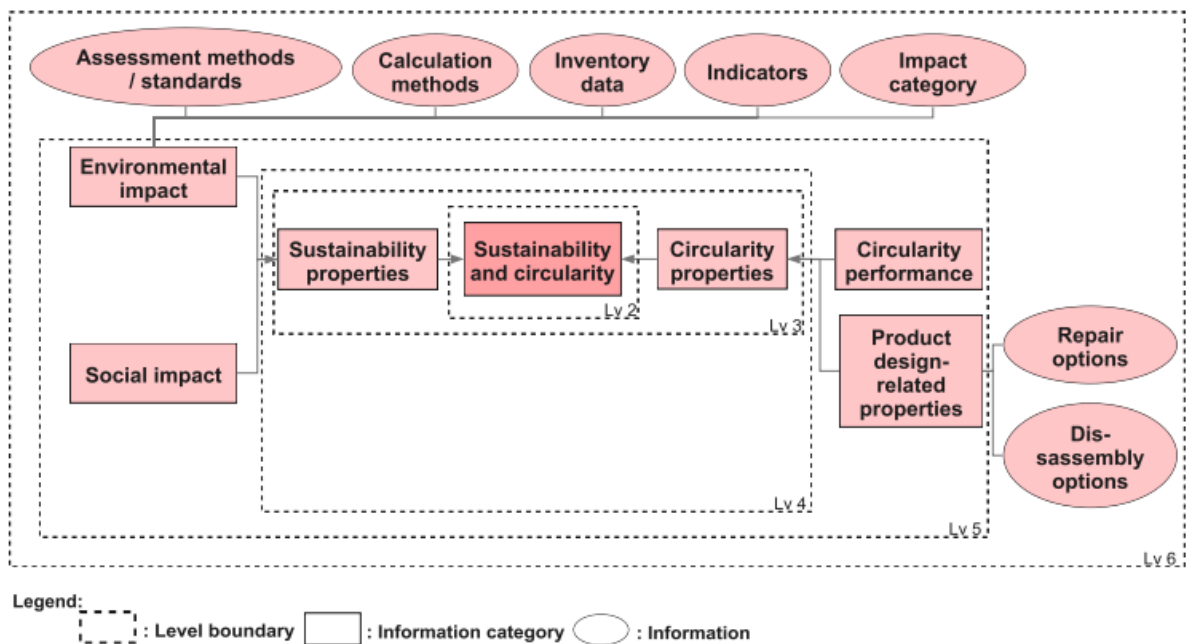 Assessment methods
/ standards
Calculation
methods
Inventory
data
Indicators
Impact
category
Environmental
impact
Sustainability
properties
Sustainability
and circularity
Circularity
properties
Circularity
performance
Lv 2
Lv 3
Social impact
Product
design-
related
properties
Repair
options
Dis-
sassembly
options
Lv 4
Lv 5
Lv 6
Legend:
: Level boundary : Information category : Information